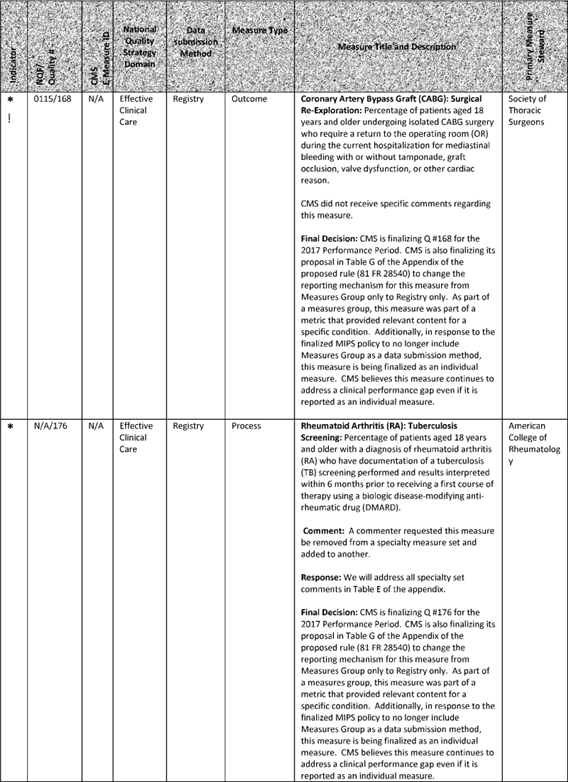 Indicator
NQF/
Quality #
CMS
E-Measure ID
National
Quality
Strategy
Domain
Data
submission
Method
Measure Type
Measure Title and Description
Primary Measure
Steward
*
!
0115/168
N/A
Effective
Clinical
Care
Registry
Outcome
Coronary Artery Bypass Graft (CABG): Surgical
Re-Exploration: Percentage of patients aged 18
years and older undergoing isolated CABG surgery
who require a return to the operating room (OR)
during the current hospitalization for mediastinal
bleeding with or without tamponade, graft
occlusion, valve dysfunction, or other cardiac
reason.
CMS did not receive specific comments regarding
this measure.
Final Decision: CMS is finalizing Q #168 for the
2017 Performance Period. CMS is also finalizing its
proposal in Table G of the Appendix of the
proposed rule (81 FR 28540) to change the
reporting mechanism for this measure from
Measures Group only to Registry only. As part of
a measures group, this measure was part of a
metric that provided relevant content for a
specific condition. Additionally, in response to the
finalized MIPS policy to no longer include
Measures Group as a data submission method,
this measure is being finalized as an individual
measure. CMS believes this measure continues to
address a clinical performance gap even if it is
reported as an individual measure.
Society of
Thoracic
Surgeons
*
N/A/176
N/A
Effective
Clinical
Care
Registry
Process
Rheumatoid Arthritis (RA): Tuberculosis
Screening: Percentage of patients aged 18 years
and older with a diagnosis of rheumatoid arthritis
(RA) who have documentation of a tuberculosis
(TB) screening performed and results interpreted
within 6 months prior to receiving a first course of
therapy using a biologic disease-modifying anti-
rheumatic drug (DMARD).
Comment: A commenter requested this measure
be removed from a specialty measure set and
added to another.
Response: We will address all specialty set
comments in Table E of the appendix.
Final Decision: CMS is finalizing Q #176 for the
2017 Performance Period. CMS is also finalizing its
proposal in Table G of the Appendix of the
proposed rule (81 FR 28540) to change the
reporting mechanism for this measure from
Measures Group only to Registry only. As part of
a measures group, this measure was part of a
metric that provided relevant content for a
specific condition. Additionally, in response to the
finalized MIPS policy to no longer include
Measures Group as a data submission method,
this measure is being finalized as an individual
measure. CMS believes this measure continues to
address a clinical performance gap even if it is
reported as an individual measure.
American
College of
Rheumatolog
y